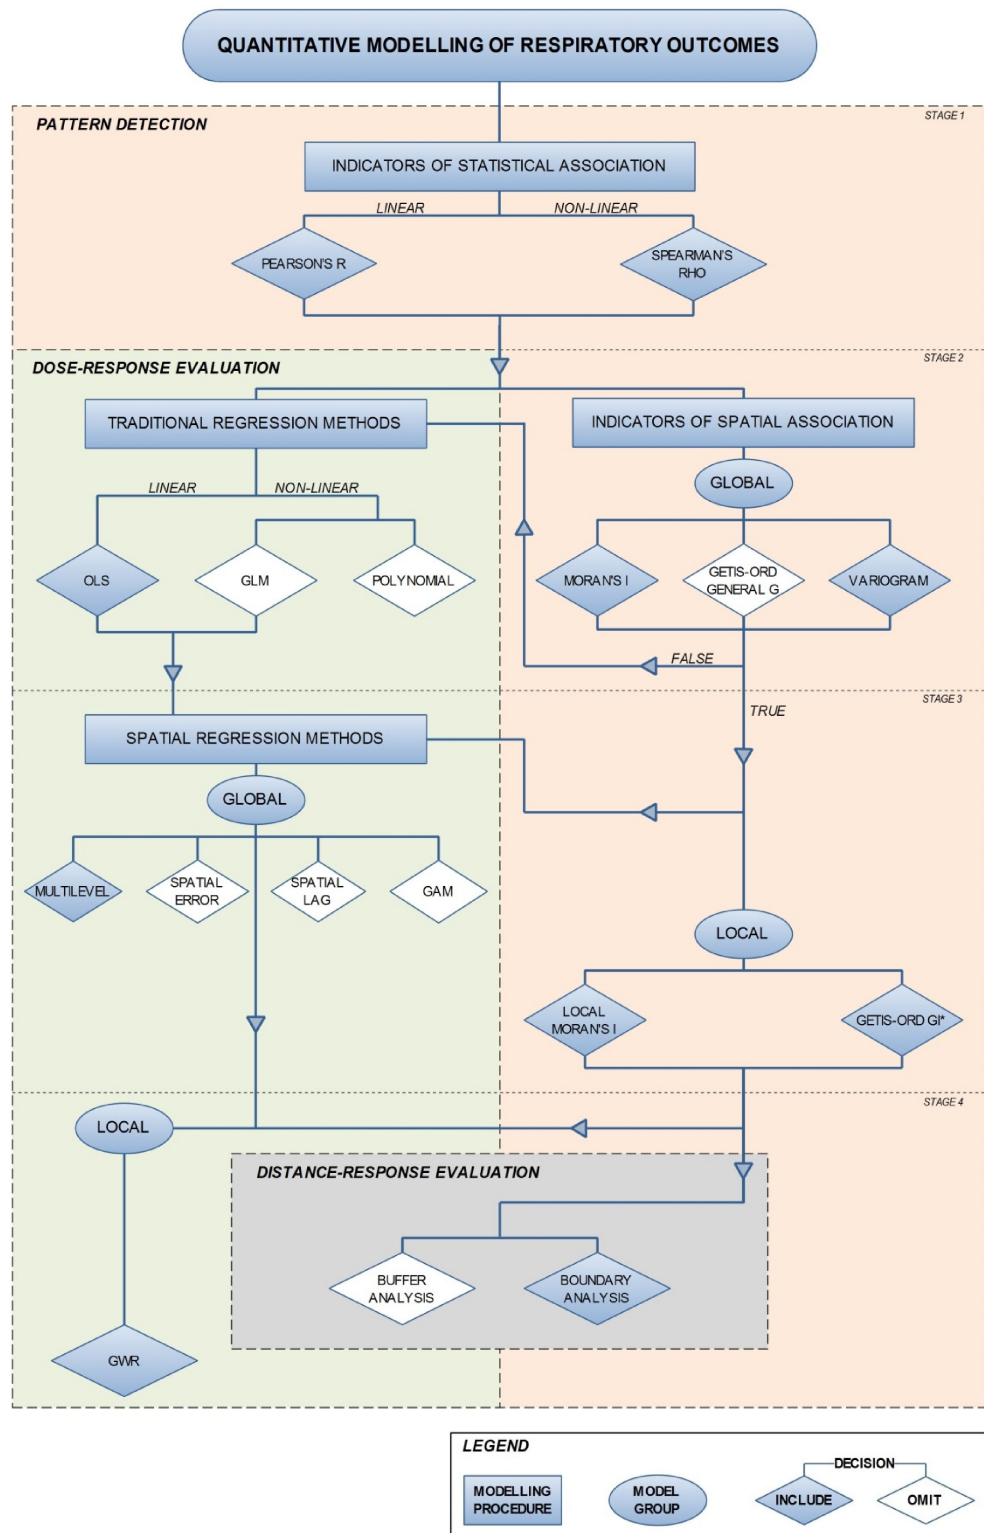 QUANTITATIVE MODELLING OF RESPIRATORY OUTCOMES
STAGE 1
PATTERN DETECTION
INDICATORS OF STATISTICAL ASSOCIATION
LINEAR
NON-LINEAR
PEARSON'S R
SPEARMAN'S
RHO
STAGE 2
DOSE-RESPONSE EVALUATION
TRADITIONAL REGRESSION METHODS
INDICATORS OF SPATIAL ASSOCIATION
GLOBAL
LINEAR
NON-LINEAR
OLS
GLM
POLYNOMIAL
MORAN'S I
GETIS-ORD
GENERAL G
VARIOGRAM
FALSE
STAGE 3
TRUE
SPATIAL REGRESSION METHODS
GLOBAL
MULTILEVEL
SPATIAL
ERROR
SPATIAL
LAG
GAM
LOCAL
LOCAL
MORAN'S I
GETIS-ORD GI*
STAGE 4
LOCAL
DISTANCE-RESPONSE EVALUATION
BUFFER
ANALYSIS
BOUNDARY
ANALYSIS
GWR
LEGEND
MODELLING
PROCEDURE
MODEL
GROUP
DECISION
INCLUDE
OMIT